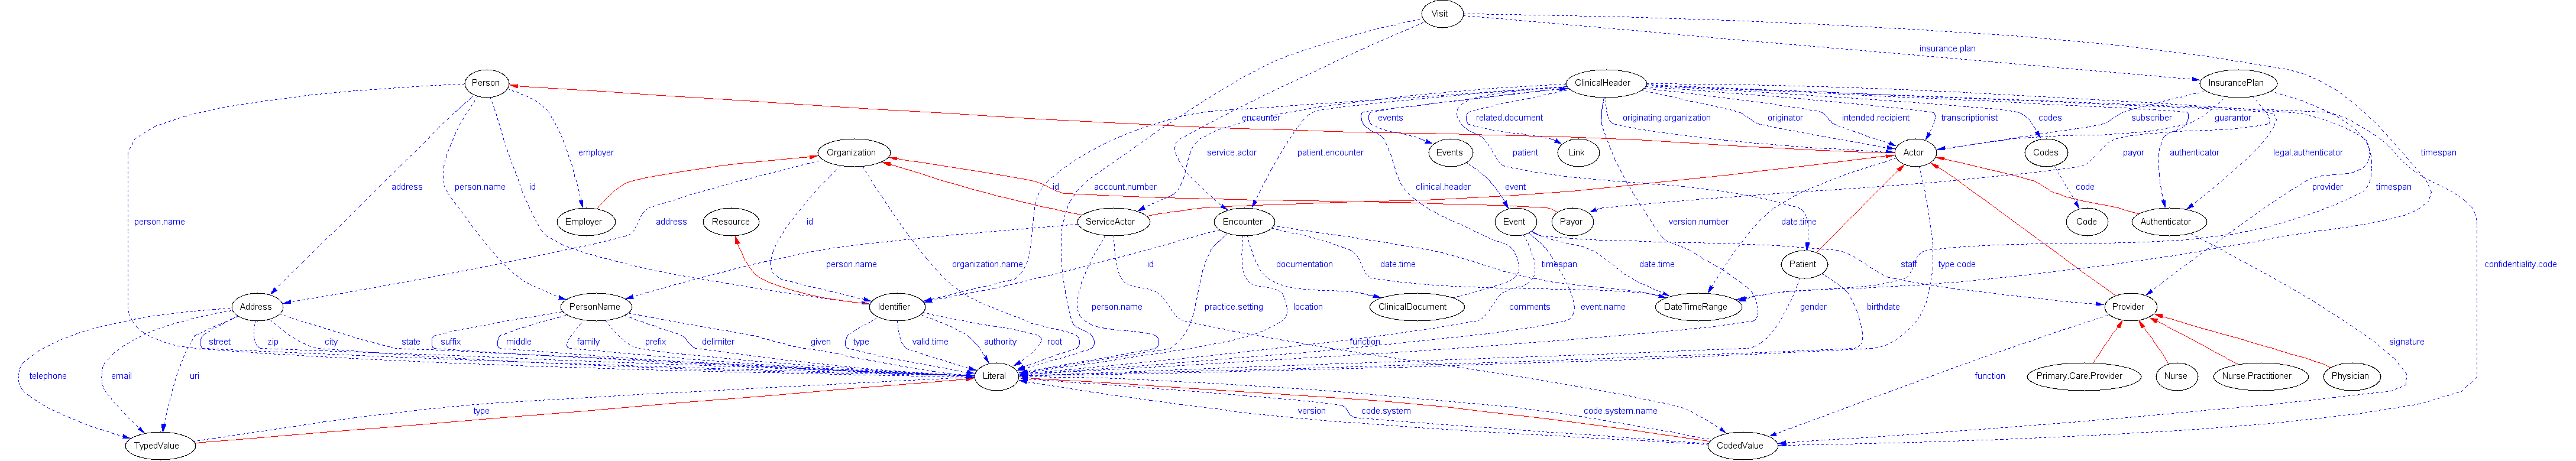 Visit
insurance.plan
Person
ClinicalHeader
InsurancePlan
encounter
events
related.document
originating.organization
originator
intended.recipient
transcriptionist
codes
subscriber
guarantor
employer
Organization
service.actor
patient.encounter
Events
patient
Link
Actor
Codes
payor
authenticator
legal.authenticator
timespan
address
person.name
id
id
account.number
clinical.header
event
code
provider
timespan
person.name
Employer
Resource
address
id
ServiceActor
Encounter
Event
Payor
version.number
date.time
Code
Authenticator
person.name
organization.name
id
documentation
date.time
timespan
date.time
Patient
staff
type.code
confidentiality.code
Address
PersonName
Identifier
person.name
practice.setting
location
ClinicalDocument
comments
event.name
DateTimeRange
gender
birthdate
Provider
street
zip
city
state
suffix
middle
family
prefix
delimiter
given
type
valid.time
authority
root
function
signature
telephone
email
uri
Literal
function
Primary.Care.Provider
Nurse
Nurse.Practitioner
Physician
type
version
code.system
code.system.name
TypedValue
CodedValue